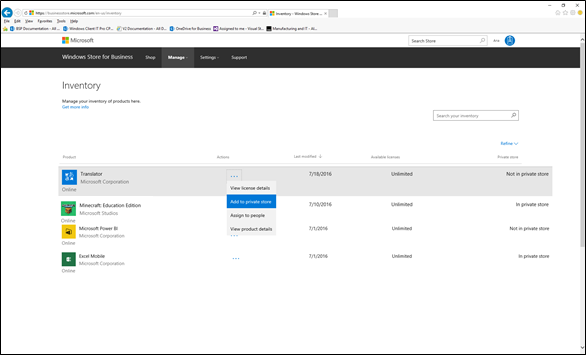 https://businessstore.microsoft.com/en-us/inventory
Inventory - Windows Store ...
File Edit View Favorites Tools Help
BSP Documentation - All D...
Windows Client IT Pro CP...
V2 Documentation - All D...
OneDrive for Business
Assigned to me - Visual St...
Manufacturing and IT - Al...
Microsoft
Search Store
Windows Store for Business
Shop
Manage
Settings
Support
Inventory
Manage your inventory of products here.
Get more info
Search your inventory
Refine
Product Actions Last modified Available licenses Private store
Translator ... 7/18/2016 Unlimited Not in private store
Microsoft Corporation
Online
View license details
Add to private store
Assign to people
View product details
Minecraft: Education Edition 7/10/2016 Unlimited In private store
Microsoft Studios
Online
Microsoft Power BI 7/1/2016 Unlimited Not in private store
Microsoft Corporation
Online
Excel Mobile ... 7/1/2016 Unlimited In private store
Microsoft Corporation
Online